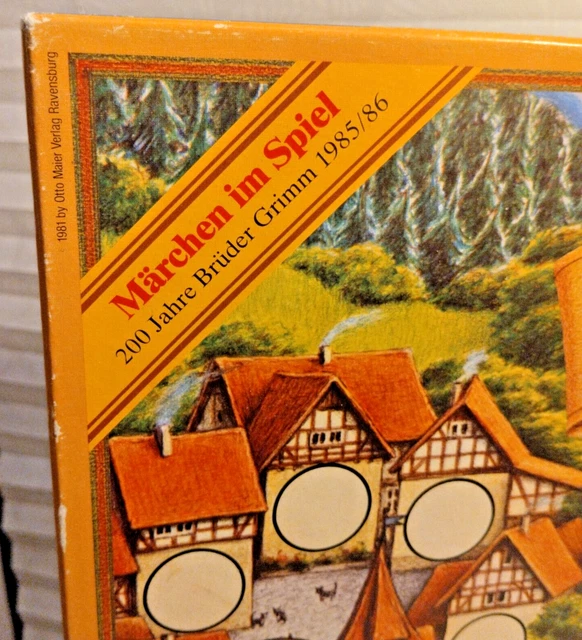 1981 by Otto Maier Verlag Ravensburg
Märchen im Spiel
200 Jahre Brüder Grimm 1985/86